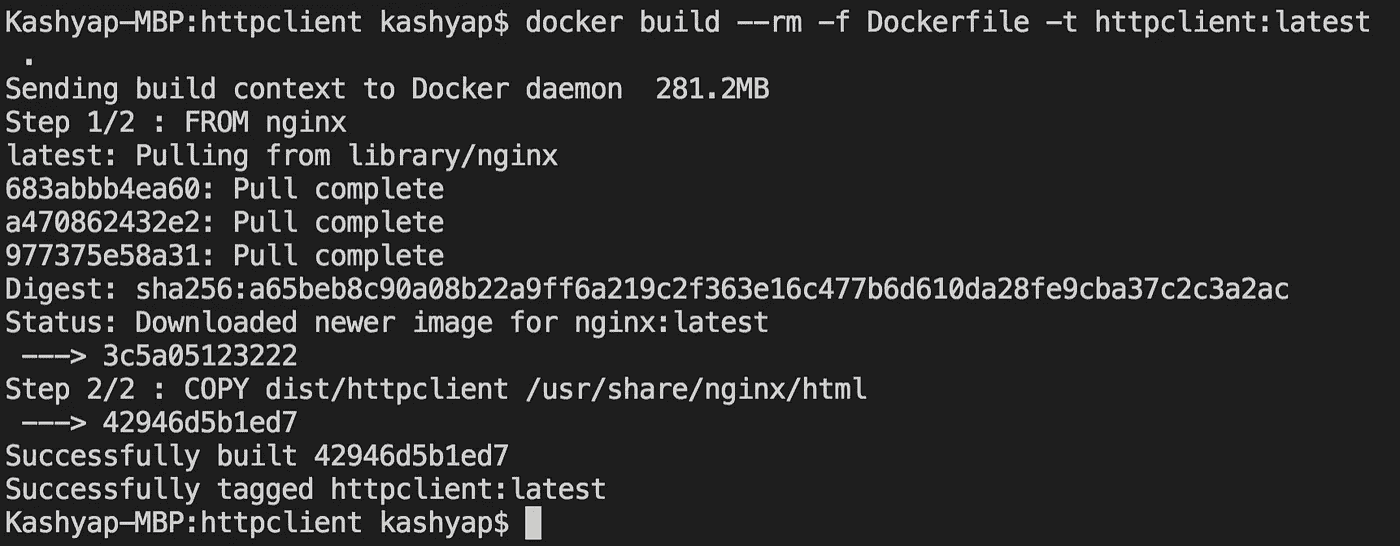 Kashyap-MBP:httpclient kashyap$ docker build --rm -f Dockerfile -t httpclient:latest
.
Sending build context to Docker daemon  281.2MB
Step 1/2 : FROM nginx
latest: Pulling from library/nginx
683abbb4ea60: Pull complete
a470862432e2: Pull complete
977375e58a31: Pull complete
Digest: sha256:a65beb8c90a08b22a9ff6a219c2f363e16c477b6d610da28fe9cba37c2c3a2ac
Status: Downloaded newer image for nginx:latest
 ---> 3c5a05123222
Step 2/2 : COPY dist/httpclient /usr/share/nginx/html
 ---> 42946d5b1ed7
Successfully built 42946d5b1ed7
Successfully tagged httpclient:latest
Kashyap-MBP:httpclient kashyap$